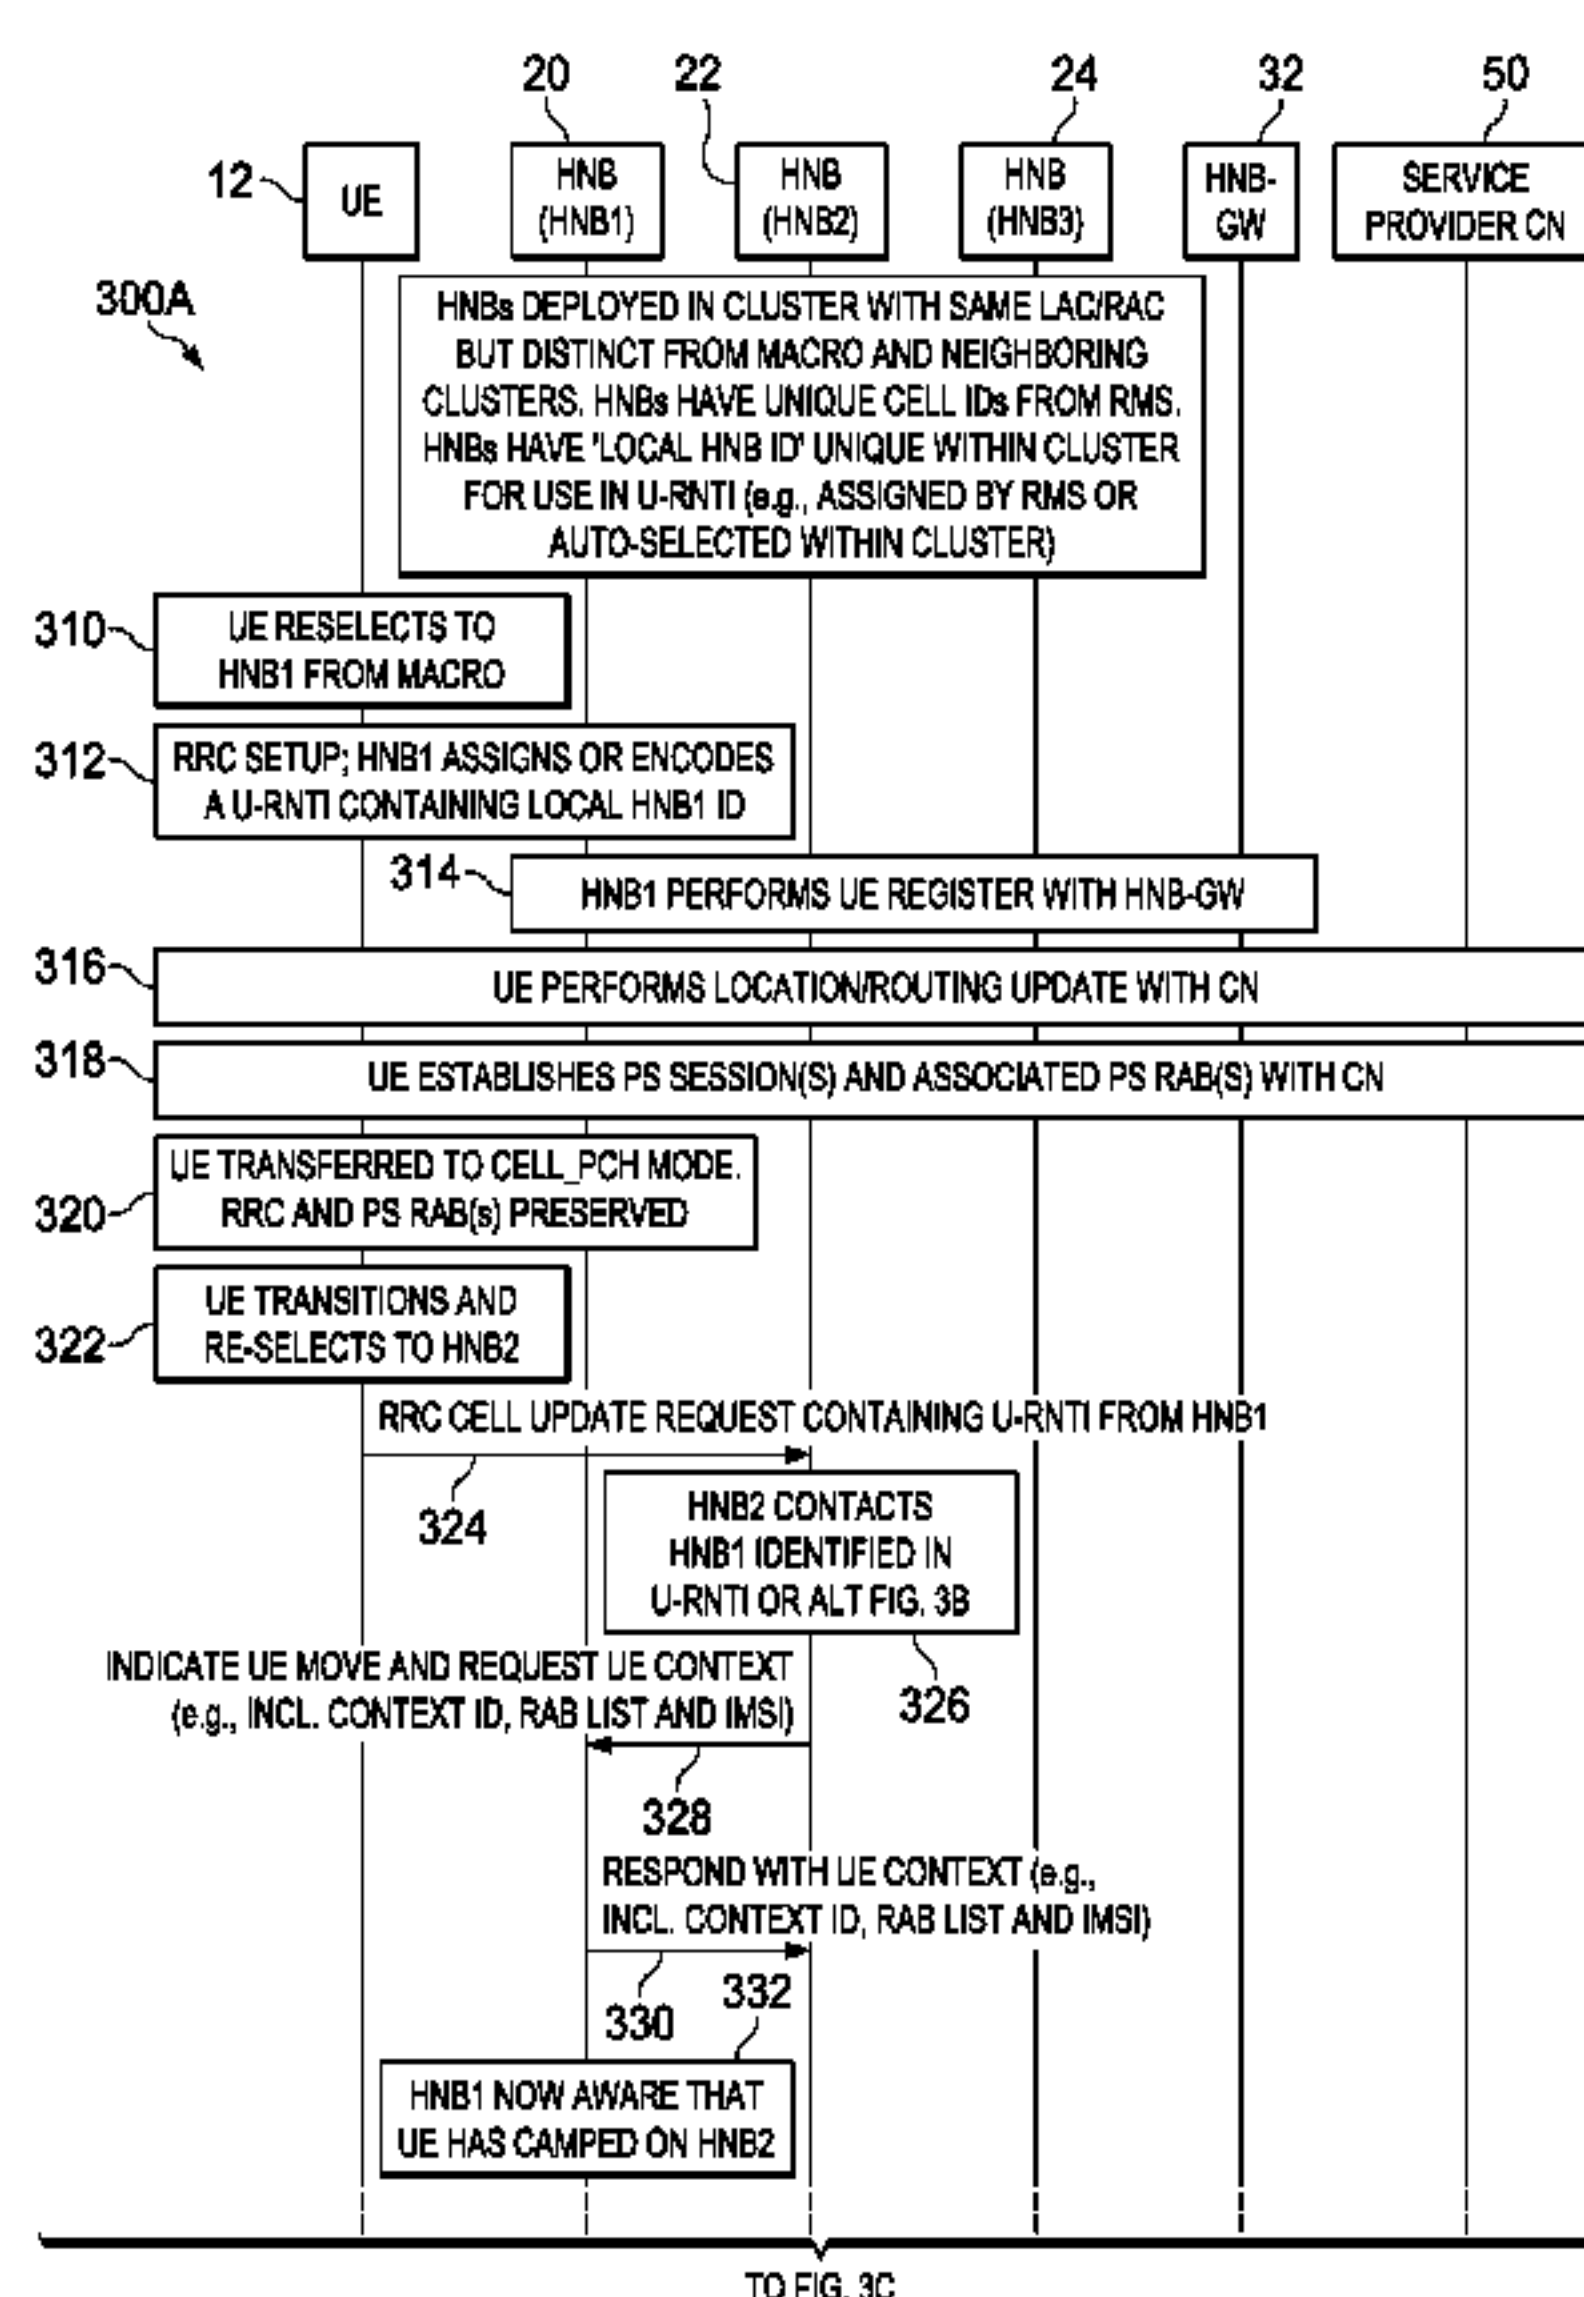 20 22 24 32 50
12 UE HNB (HNB1) HNB (HNB2) HNB (HNB3) HNB-GW SERVICE PROVIDER CN
300A
HNBs DEPLOYED IN CLUSTER WITH SAME LAC/RAC
BUT DISTINCT FROM MACRO AND NEIGHBORING
CLUSTERS. HNBs HAVE UNIQUE CELL IDs FROM RMS.
HNBs HAVE 'LOCAL HNB ID' UNIQUE WITHIN CLUSTER
FOR USE IN U-RNTI (e.g., ASSIGNED BY RMS OR
AUTO-SELECTED WITHIN CLUSTER)
310 UE RESELECTS TO
HNB1 FROM MACRO
312 RRC SETUP; HNB1 ASSIGNS OR ENCODES
A U-RNTI CONTAINING LOCAL HNB1 ID
314 HNB1 PERFORMS UE REGISTER WITH HNB-GW
316 UE PERFORMS LOCATION/ROUTING UPDATE WITH CN
318 UE ESTABLISHES PS SESSION(S) AND ASSOCIATED PS RAB(S) WITH CN
UE TRANSFERRED TO CELL_PCH MODE.
320 RRC AND PS RAB(s) PRESERVED
UE TRANSITIONS AND
322 RE-SELECTS TO HNB2
RRC CELL UPDATE REQUEST CONTAINING U-RNTI FROM HNB1
324
HNB2 CONTACTS
HNB1 IDENTIFIED IN
U-RNTI OR ALT FIG. 3B
326
INDICATE UE MOVE AND REQUEST UE CONTEXT
(e.g., INCL. CONTEXT ID, RAB LIST AND IMSI)
328
RESPOND WITH UE CONTEXT (e.g.,
INCL. CONTEXT ID, RAB LIST AND IMSI)
330
332
HNB1 NOW AWARE THAT
UE HAS CAMPED ON HNB2
TO FIG. 3C